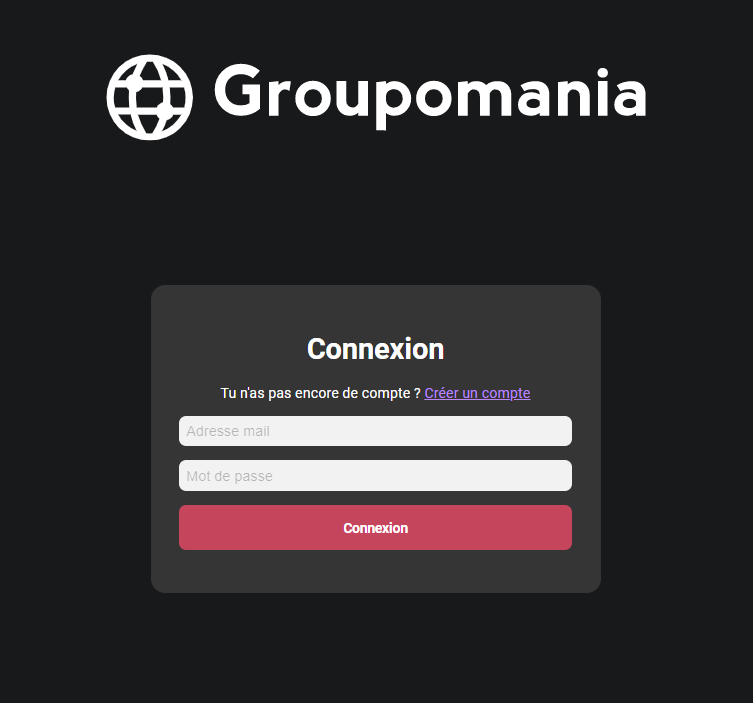 Groupomania
Connexion
Tu n'as pas encore de compte ? Créer un compte
Adresse mail
Mot de passe
Connexion